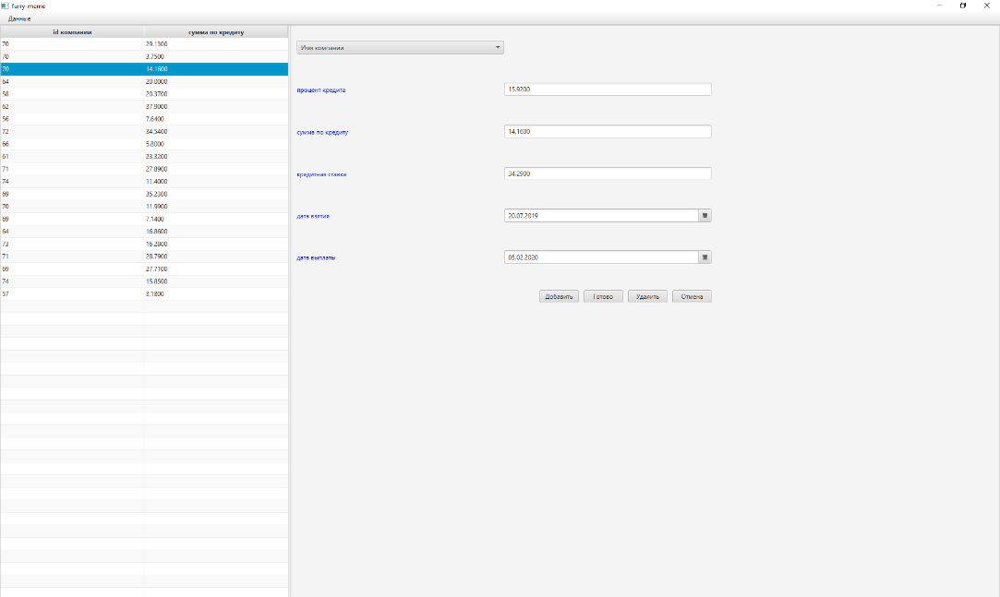 furry-meme
Данные
id компании сумма по кредиту
70 29.1300
70 3.7500
70 14.1600
64 20.0000
58 20.3700
62 37.9000
56 7.6400
72 34.5400
66 5.8000
61 23.3200
71 27.8900
74 11.4000
69 35.2300
70 11.9900
69 7.1400
64 16.8600
73 16.2800
71 28.7900
69 27.7100
74 15.8500
57 3.1800
Имя компании
процент кредита 15.9200
сумма по кредиту 14.1600
кредитная ставка 34.2900
дата взятия 20.07.2019
дата выплаты 05.02.2020
Добавить Готово Удалить Отмена